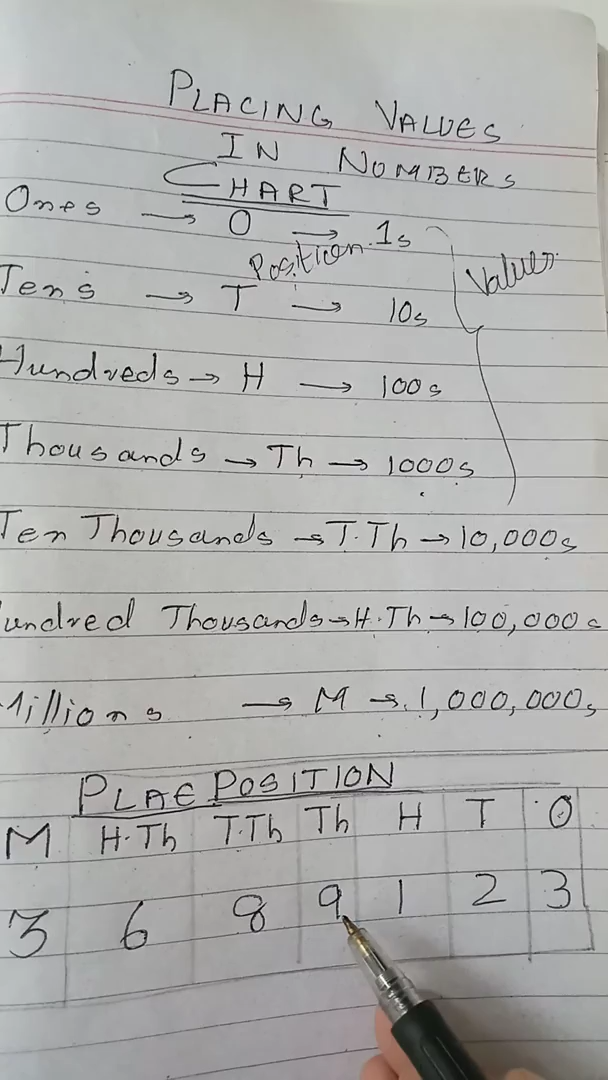 PLACING VALUES
IN NUMBERS
CHART
Ones → O → 1s
Position
Values
Tens → T → 10s
Hundreds → H → 100s
Thousands → Th → 1000s
Ten Thousands → T.Th → 10,000s
undred Thousands → H.Th → 100,000s
Millions → M → 1,000,000s
PLAE POSITION
M H.Th T.Th Th H T O
3 6 8 9 1 2 3